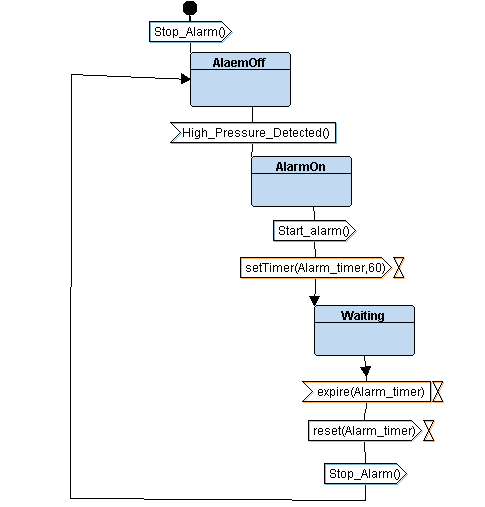 Stop_Alarm()
AlaemOff
High_Pressure_Detected()
AlarmOn
Start_alarm()
setTimer(Alarm_timer,60)
Waiting
expire(Alarm_timer)
reset(Alarm_timer)
Stop_Alarm()